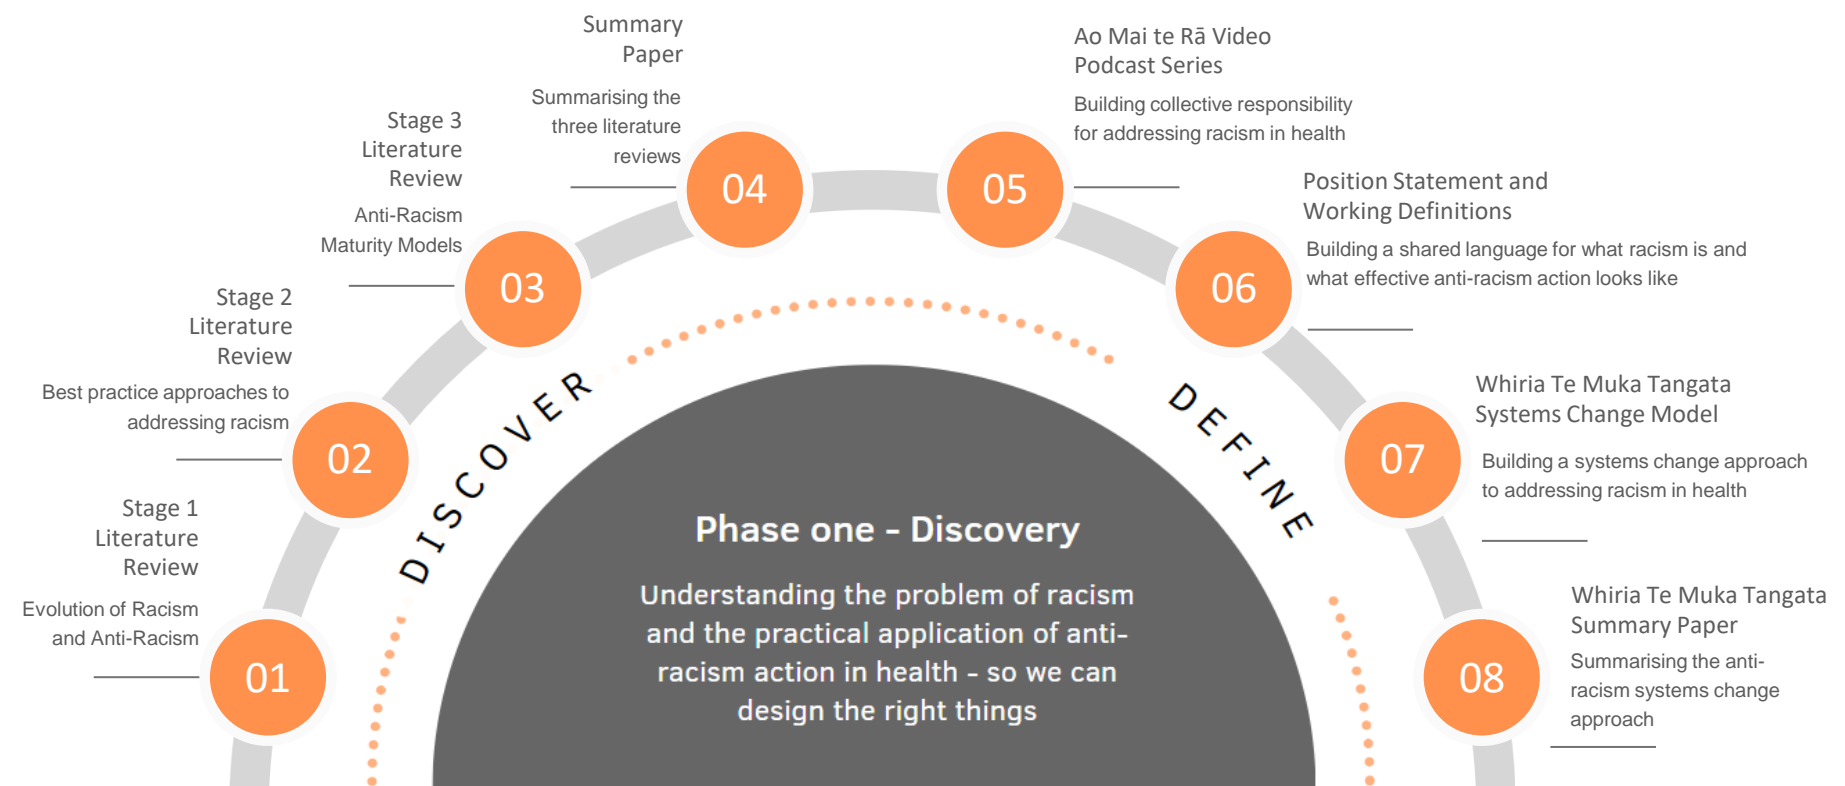 Stage 1
Literature
Review
Evolution of Racism
and Anti-Racism
01
Stage 2
Literature
Review
Best practice approaches to
addressing racism
02
Stage 3
Literature
Review
Anti-Racism
Maturity Models
03
Summary
Paper
Summarising the
three literature
reviews
04
Ao Mai te Rā Video
Podcast Series
Building collective responsibility
for addressing racism in health
05
Position Statement and
Working Definitions
Building a shared language for what racism is and
what effective anti-racism action looks like
06
Whiria Te Muka Tangata
Systems Change Model
Building a systems change approach
to addressing racism in health
07
Whiria Te Muka Tangata
Summary Paper
Summarising the anti-
racism systems change
approach
08
DISCOVER
DEFINE
Phase one - Discovery
Understanding the problem of racism
and the practical application of anti-
racism action in health - so we can
design the right things